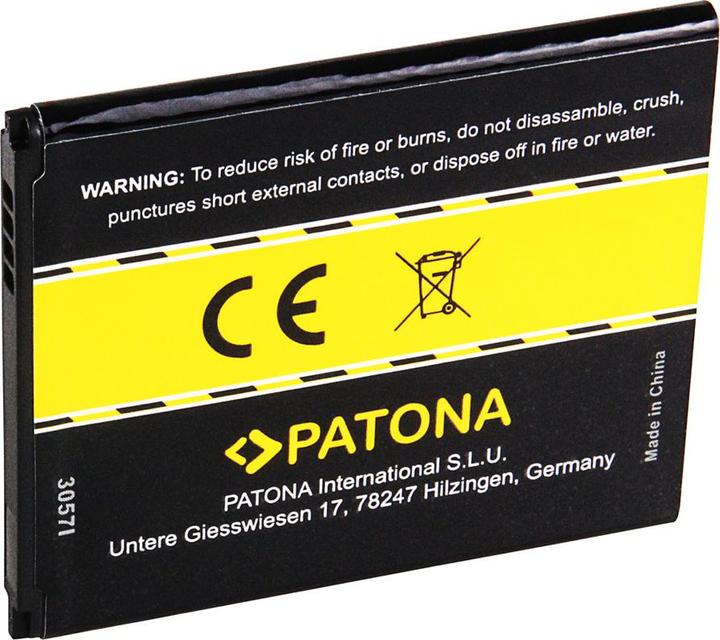 WARNING: To reduce risk of fire or burns, do not disassamble, crush,
punctures short external contacts, or dispose off in fire or water.
CE
PATONA
PATONA International S.L.U.
Untere Giesswiesen 17, 78247 Hilzingen, Germany
Made in China
3057I